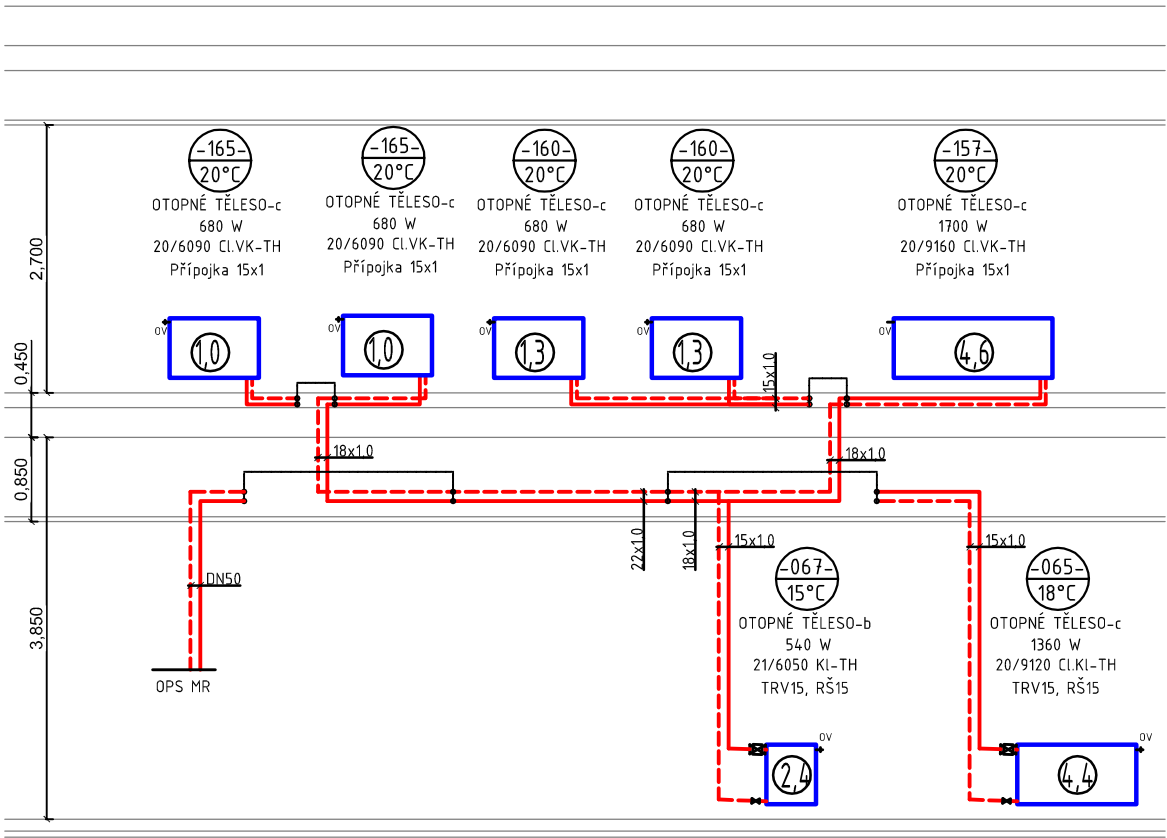 -165-
20°C
OTOPNÉ TĚLESO-c
680 W
20/6090 Cl.VK-TH
Přípojka 15x1
-165-
20°C
OTOPNÉ TĚLESO-c
680 W
20/6090 Cl.VK-TH
Přípojka 15x1
-160-
20°C
OTOPNÉ TĚLESO-c
680 W
20/6090 Cl.VK-TH
Přípojka 15x1
-160-
20°C
OTOPNÉ TĚLESO-c
680 W
20/6090 Cl.VK-TH
Přípojka 15x1
-157-
20°C
OTOPNÉ TĚLESO-c
1700 W
20/9160 Cl.VK-TH
Přípojka 15x1
2,700
0,450
0,850
3,850
OV
1,0
OV
1,0
OV
1,3
OV
1,3
OV
4,6
15x1.0
18x1.0
18x1.0
22x1.0
18x1.0
15x1.0
15x1.0
DN50
OPS MR
-067-
15°C
OTOPNÉ TĚLESO-b
540 W
21/6050 Kl-TH
TRV15, RŠ15
-065-
18°C
OTOPNÉ TĚLESO-c
1360 W
20/9120 Cl.Kl-TH
TRV15, RŠ15
OV
2,4
OV
4,4